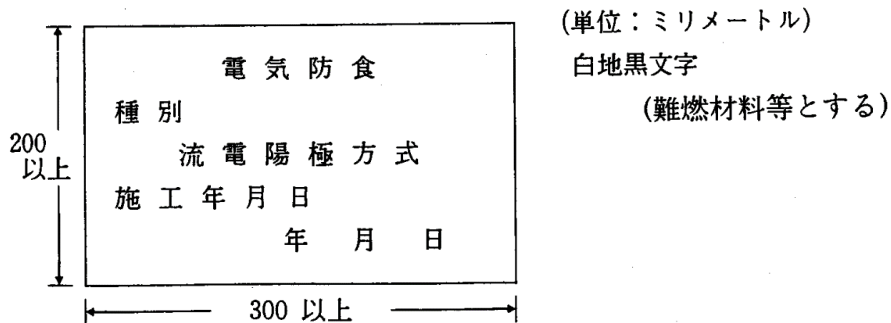 (単位：ミリメートル)
白地黒文字
(難燃材料等とする)
電気防食
種別
流電陽極方式
施工年月日
年 月 日
200
以上
300 以上